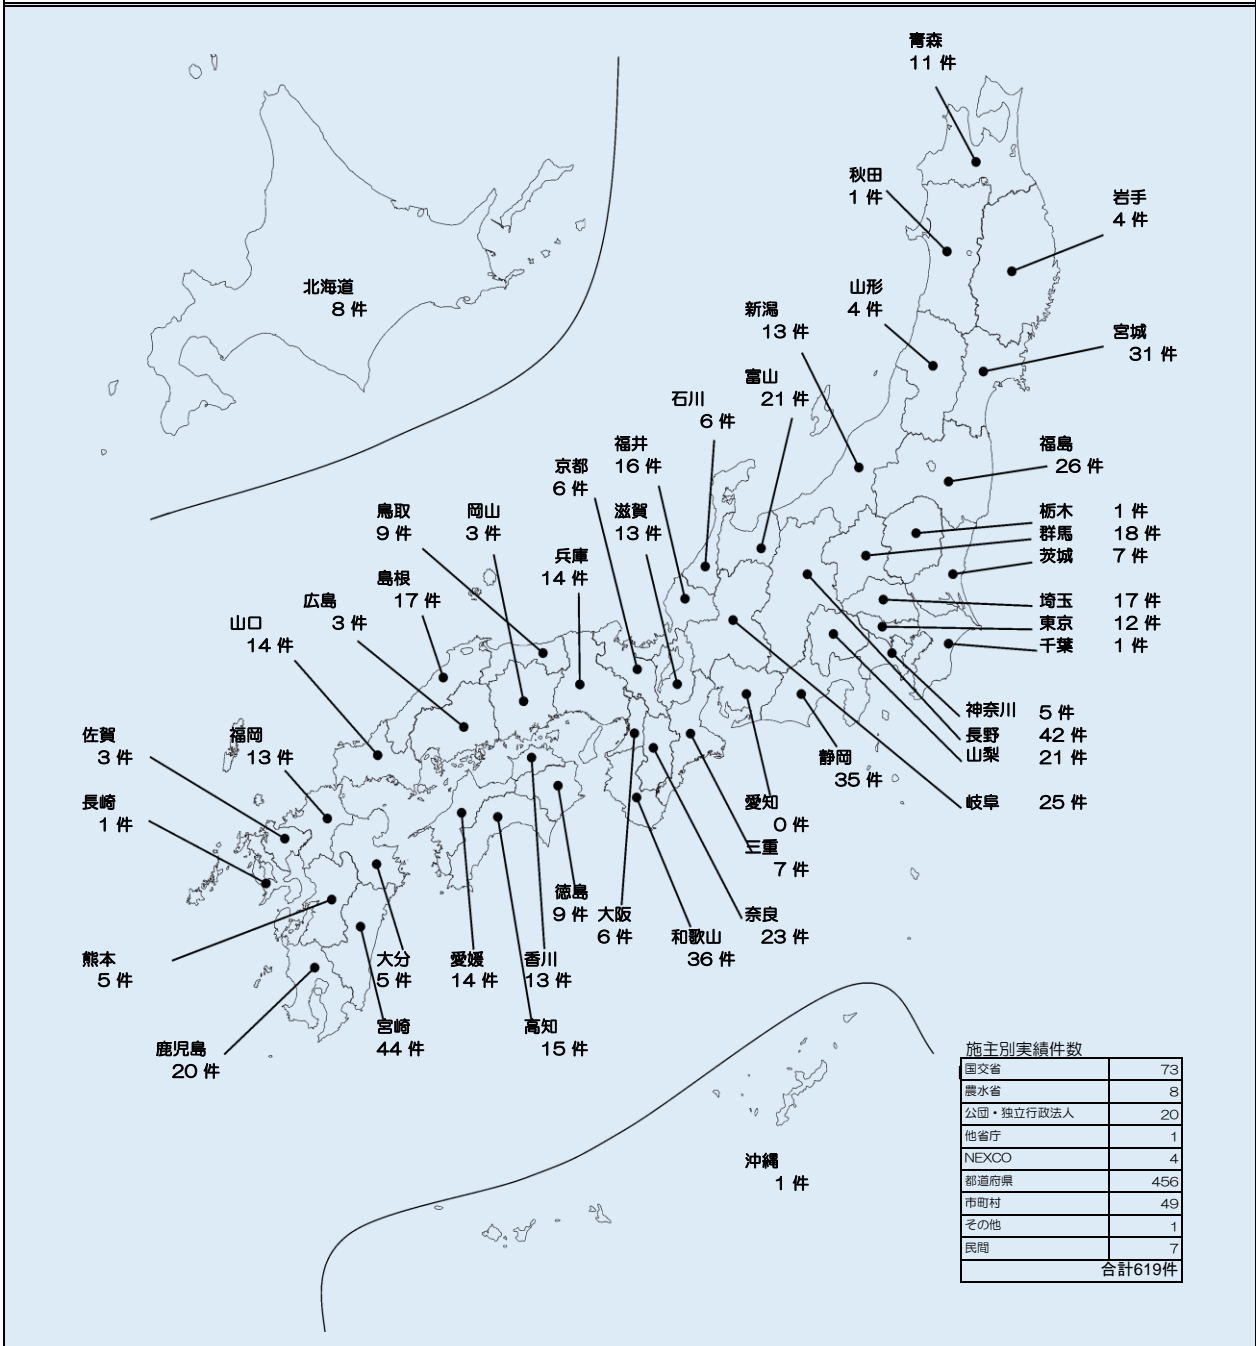 青森
11 件
秋田
1 件
岩手
4 件
北海道
8 件
山形
4 件
新潟
13 件
宮城
31 件
富山
21 件
石川
6 件
福井
16 件
福島
26 件
京都
6 件
鳥取
9 件
岡山
3 件
滋賀
13 件
栃木 1 件
群馬 18 件
茨城 7 件
兵庫
14 件
島根
17 件
広島
3 件
埼玉 17 件
東京 12 件
千葉 1 件
山口
14 件
神奈川 5 件
長野 42 件
山梨 21 件
佐賀
3 件
福岡
13 件
静岡
35 件
長崎
1 件
愛知
0 件
岐阜 25 件
三重
7 件
徳島
9 件
大阪
6 件
奈良
23 件
和歌山
36 件
熊本
5 件
大分
5 件
愛媛
14 件
香川
13 件
宮崎
44 件
高知
15 件
鹿児島
20 件
沖縄
1 件
施主別実績件数
国交省 73
農水省 8
公団・独立行政法人 20
他省庁 1
NEXCO 4
都道府県 456
市町村 49
その他 1
民間 7
合計619件